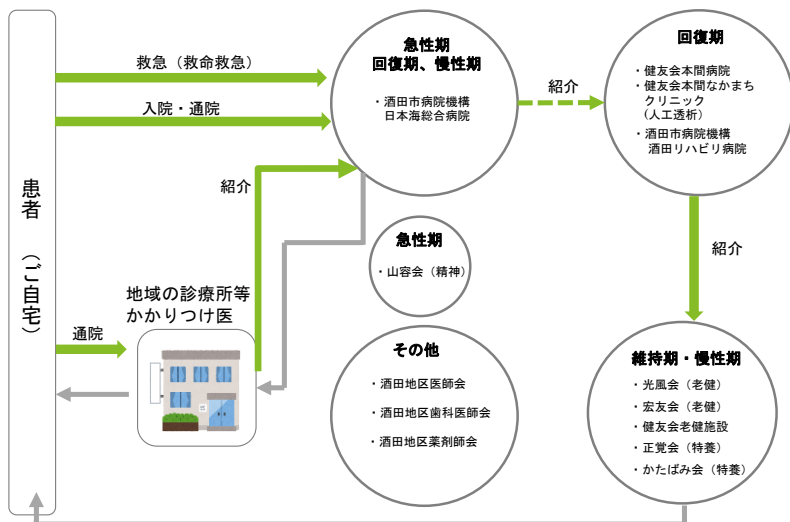 患者（ご自宅）
救急（救命救急）
入院・通院
紹介
通院
地域の診療所等
かかりつけ医
急性期
回復期、慢性期
・酒田市病院機構
日本海総合病院
紹介
回復期
・健友会本間病院
・健友会本間なかまち
クリニック
(人工透析)
・酒田市病院機構
酒田リハビリ病院
急性期
・山容会（精神）
紹介
その他
・酒田地区医師会
・酒田地区歯科医師会
・酒田地区薬剤師会
維持期・慢性期
・光風会（老健）
・宏友会（老健）
・健友会老健施設
・正覚会（特養）
・かたばみ会（特養）